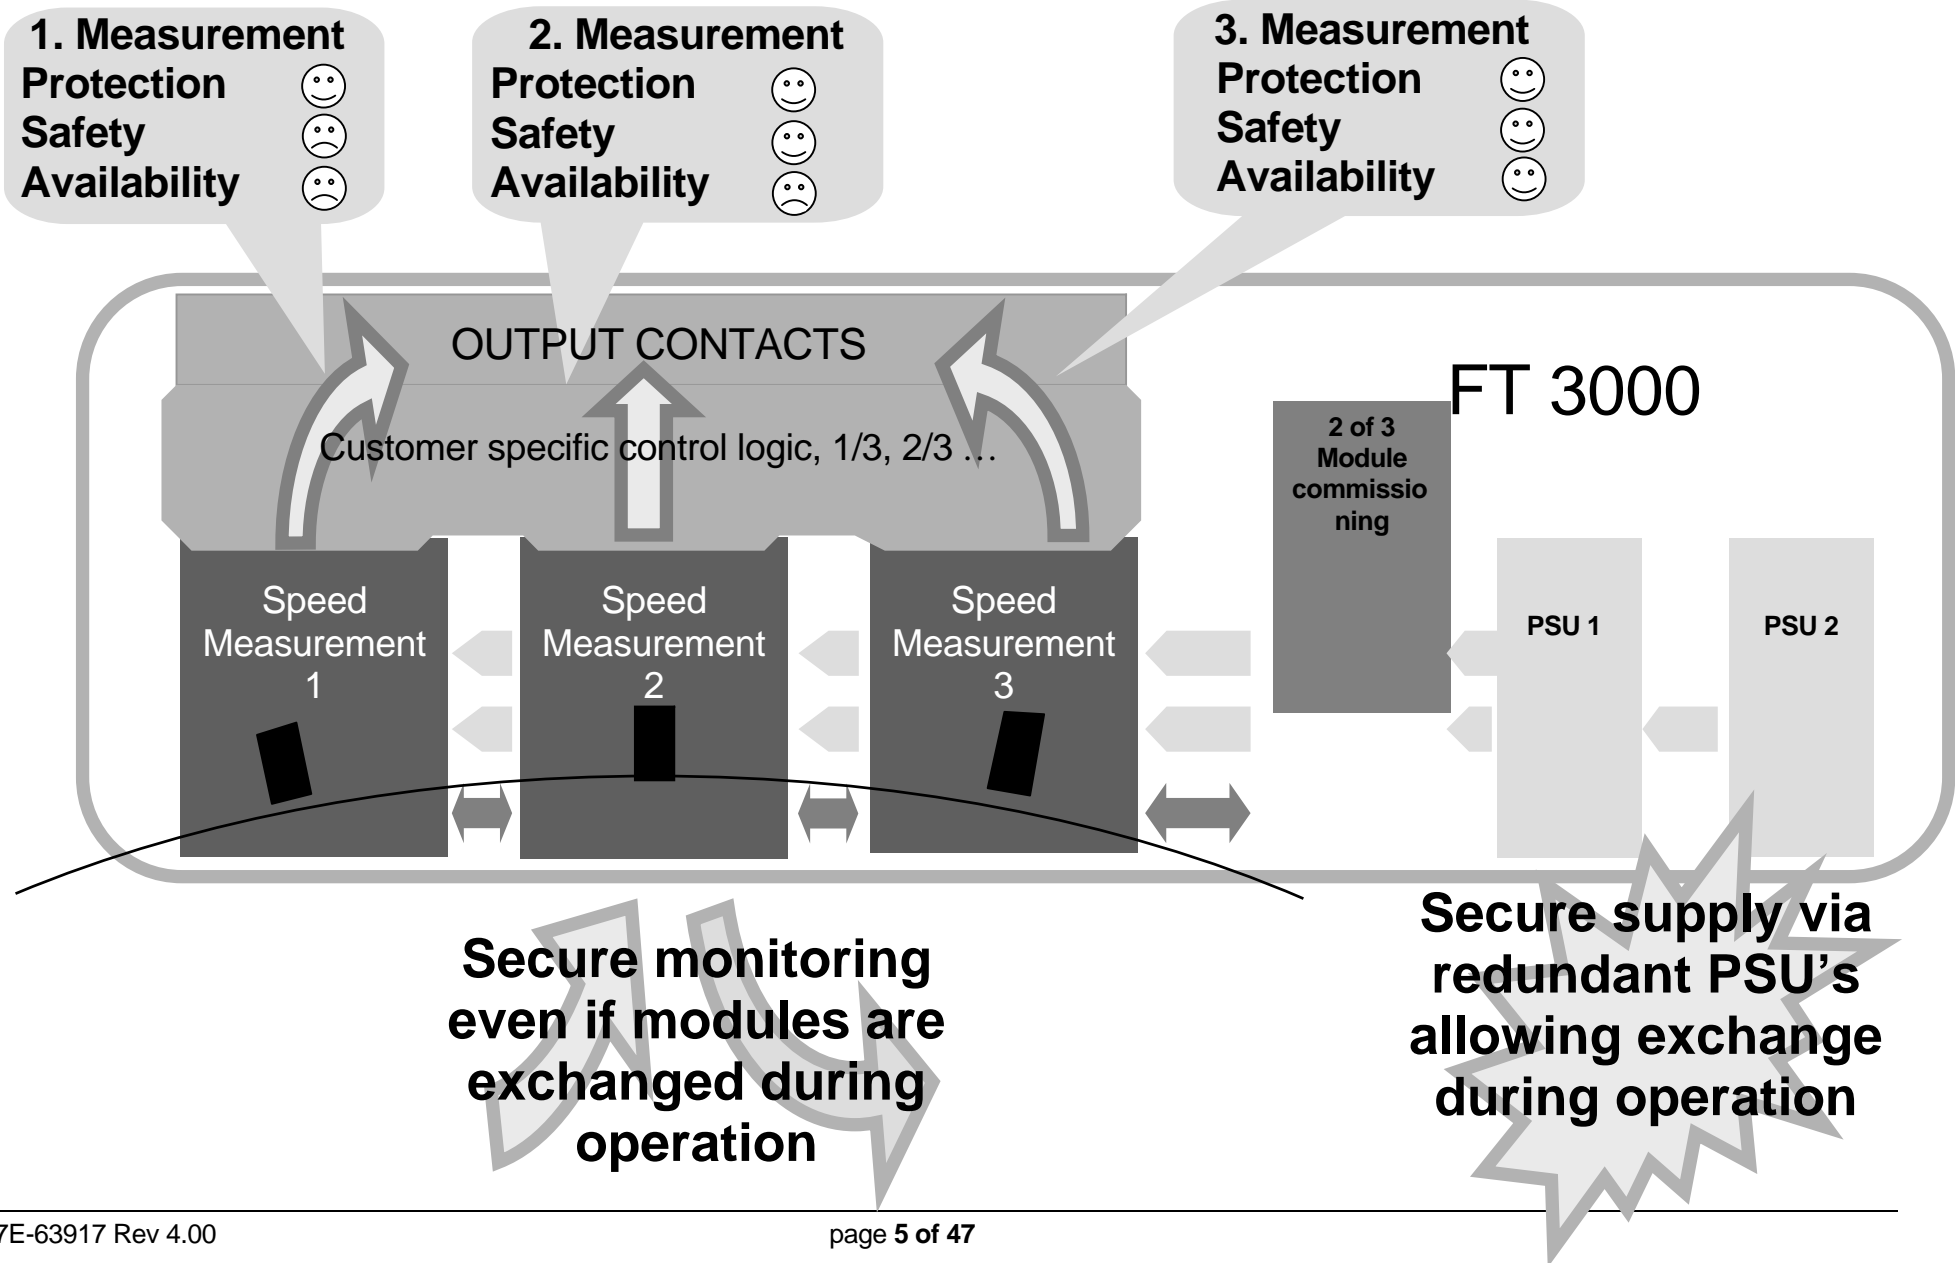 1. Measurement
Protection
Safety
Availability
2. Measurement
Protection
Safety
Availability
3. Measurement
Protection
Safety
Availability
OUTPUT CONTACTS
Customer specific control logic, 1/3, 2/3 …
FT 3000
2 of 3
Module
commissio
ning
Speed
Measurement
1
Speed
Measurement
2
Speed
Measurement
3
PSU 1
PSU 2
Secure monitoring
even if modules are
exchanged during
operation
Secure supply via
redundant PSU’s
allowing exchange
during operation
7E-63917 Rev 4.00
page 5 of 47